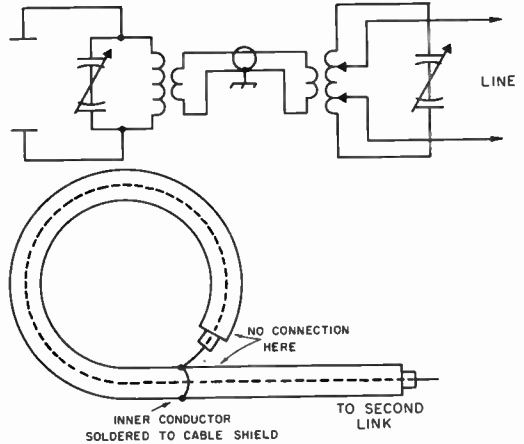 LINE
NO CONNECTION
HERE
INNER CONDUCTOR
SOLDERED TO CABLE SHIELD
TO SECOND
LINK